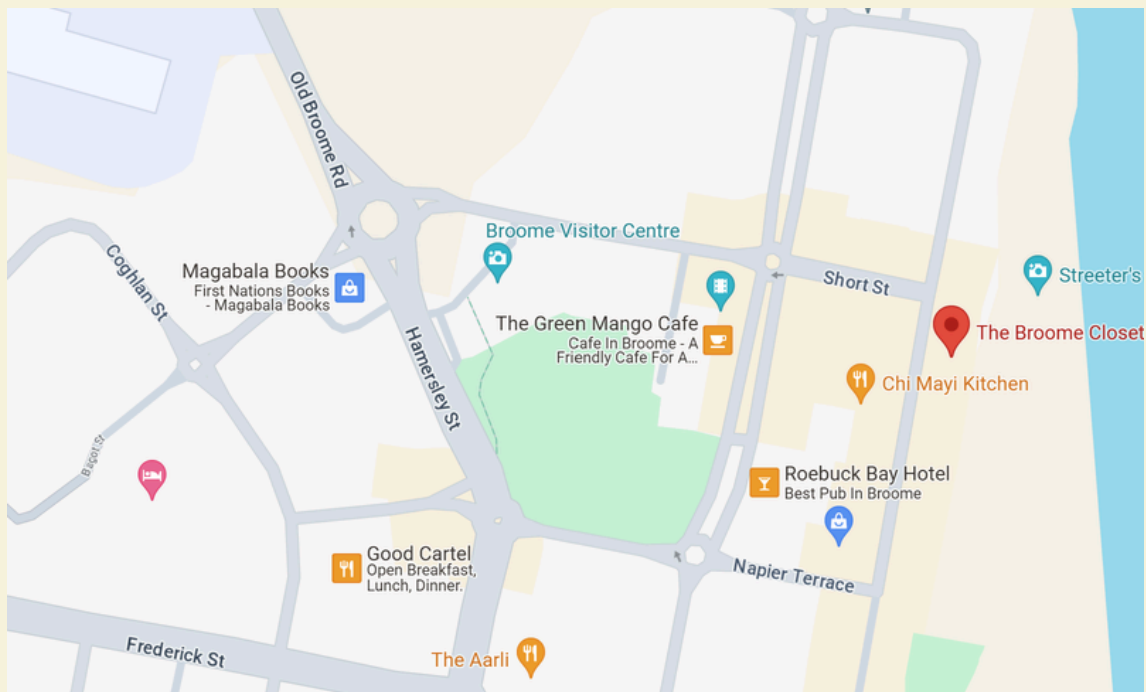 Old Broome Rd
Broome Visitor Centre
Coghlan St
Magabala Books
First Nations Books
- Magabala Books
Short St
Streeter's
The Green Mango Cafe
Cafe In Broome - A
Friendly Cafe For A...
Hamersley St
The Broome Closet
Chi Mayi Kitchen
Bagot St
Roebuck Bay Hotel
Best Pub In Broome
Good Cartel
Open Breakfast,
Lunch, Dinner.
Napier Terrace
Frederick St
The Aarli